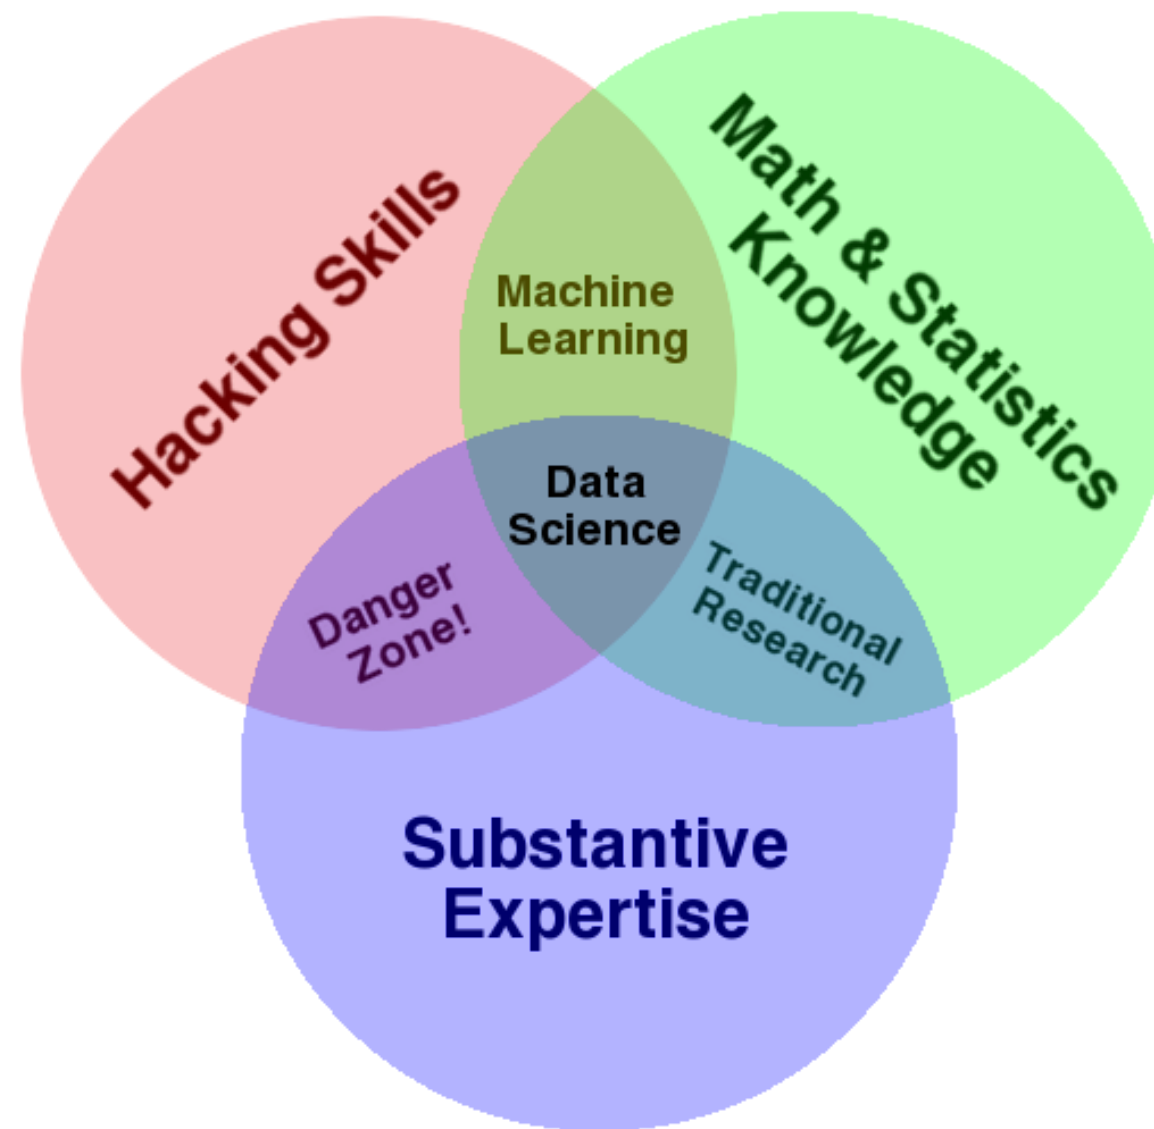 Hacking Skills
Math & Statistics
Knowledge
Machine
Learning
Data
Science
Danger
Zone!
Traditional
Research
Substantive
Expertise